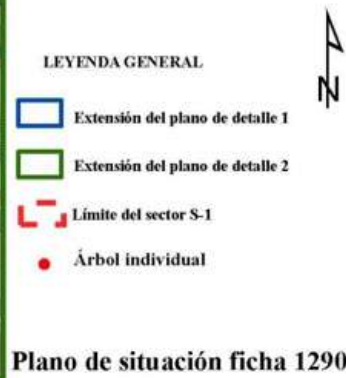 LEYENDA GENERAL
N
Extensión del plano de detalle 1
Extensión del plano de detalle 2
Límite del sector S-1
Árbol individual
Plano de situación ficha 1290